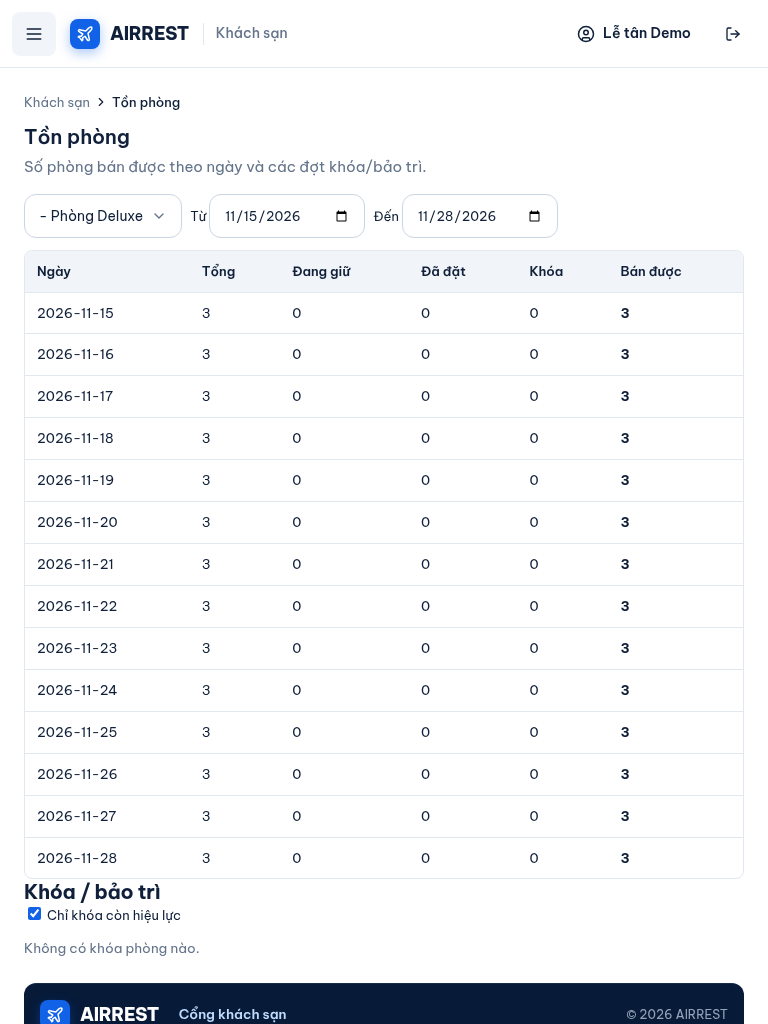 AIRREST Khách sạn Lễ tân Demo
Khách sạn Tồn phòng
Tồn phòng
Số phòng bán được theo ngày và các đợt khóa/bảo trì.
- Phòng Deluxe Từ 11/15/2026 Đến 11/28/2026
Ngày Tổng Đang giữ Đã đặt Khóa Bán được
2026-11-15 3 0 0 0 3
2026-11-16 3 0 0 0 3
2026-11-17 3 0 0 0 3
2026-11-18 3 0 0 0 3
2026-11-19 3 0 0 0 3
2026-11-20 3 0 0 0 3
2026-11-21 3 0 0 0 3
2026-11-22 3 0 0 0 3
2026-11-23 3 0 0 0 3
2026-11-24 3 0 0 0 3
2026-11-25 3 0 0 0 3
2026-11-26 3 0 0 0 3
2026-11-27 3 0 0 0 3
2026-11-28 3 0 0 0 3
Khóa / bảo trì
Chỉ khóa còn hiệu lực
Không có khóa phòng nào.
AIRREST Cổng khách sạn © 2026 AIRREST